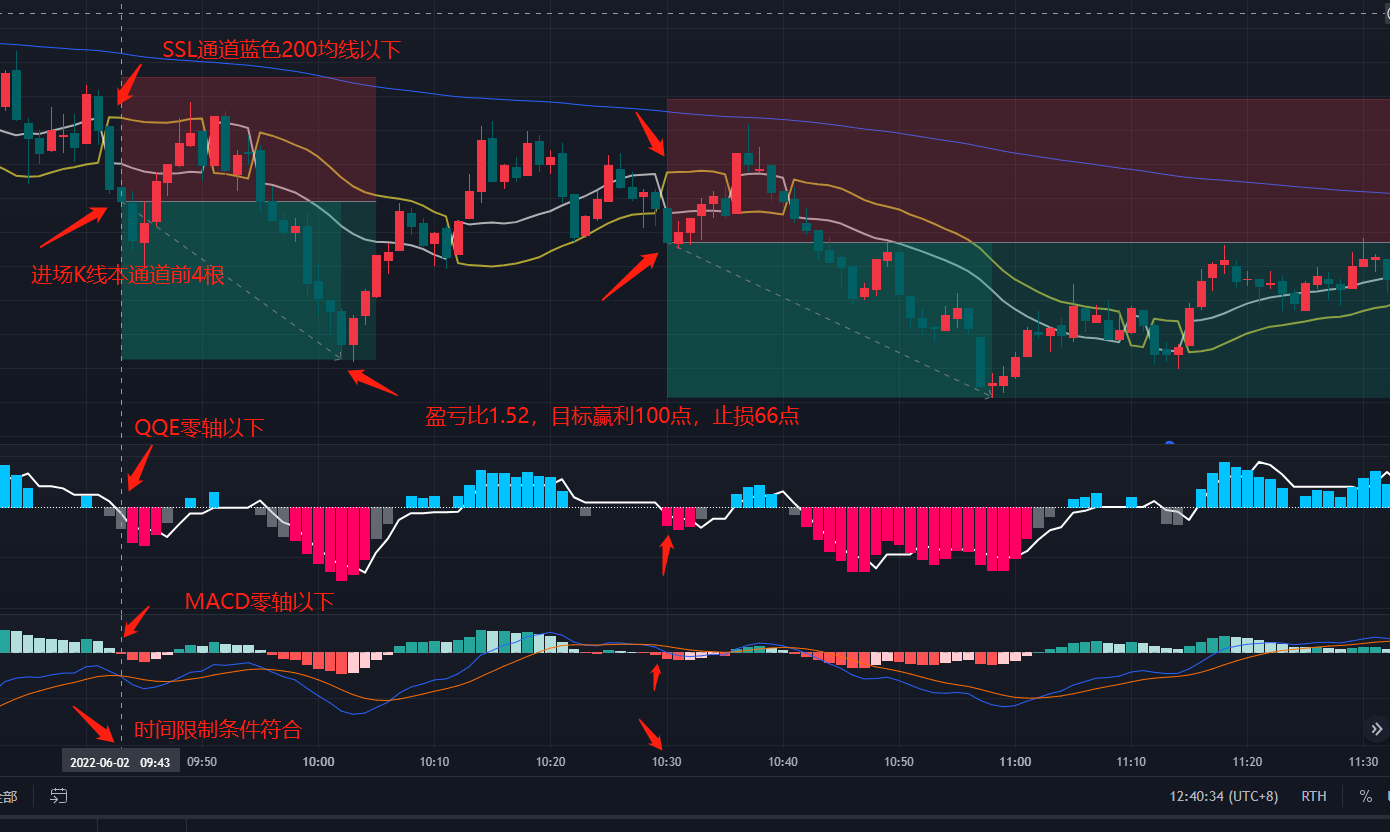 SSL通道蓝色200均线以下
进场K线本通道前4根
盈亏比1.52，目标赢利100点，止损66点
QQE零轴以下
MACD零轴以下
时间限制条件符合
2022-06-02 09:43 09:50 10:00 10:10 10:20 10:30 10:40 10:50 11:00 11:10 11:20 11:30
部 12:40:34 (UTC+8) RTH %